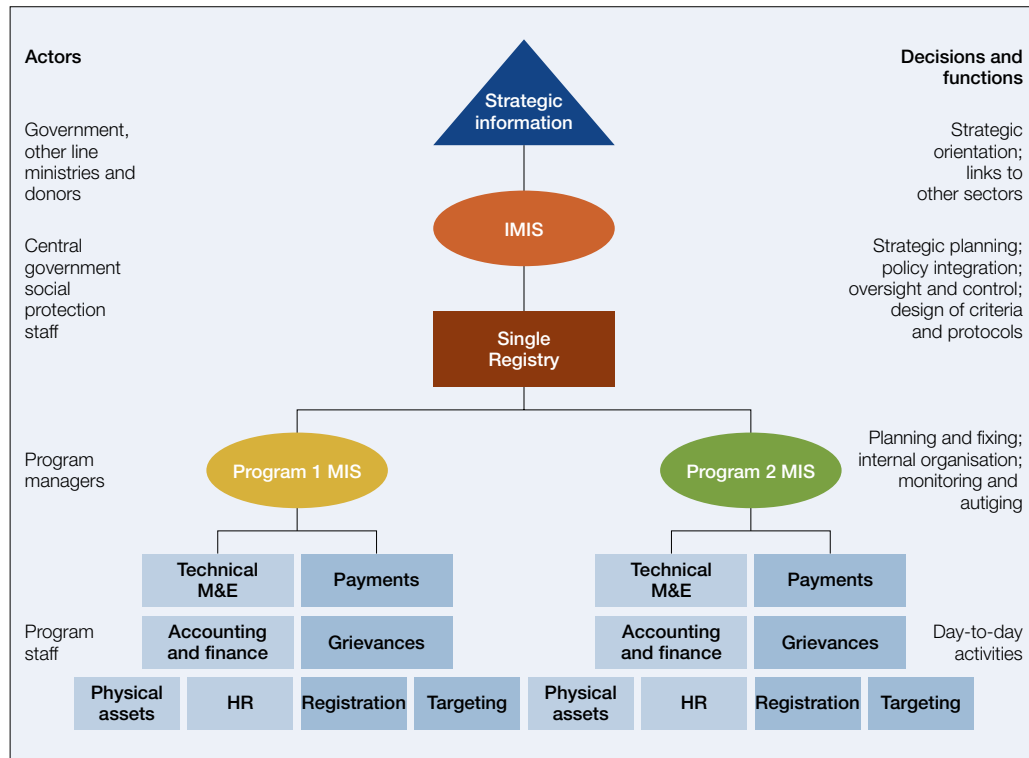 Actors
Decisions and
functions
Strategic
information
Government,
other line
ministries and
donors
Strategic
orientation;
links to
other sectors
IMIS
Central
government
social
protection
staff
Strategic planning;
policy integration;
oversight and control;
design of criteria
and protocols
Single
Registry
Program
managers
Program 1 MIS
Program 2 MIS
Planning and fixing;
internal organisation;
monitoring and
autiging
Technical
M&E
Payments
Technical
M&E
Payments
Program
staff
Accounting
and finance
Grievances
Accounting
and finance
Grievances
Day-to-day
activities
Physical
assets
HR
Registration
Targeting
Physical
assets
HR
Registration
Targeting